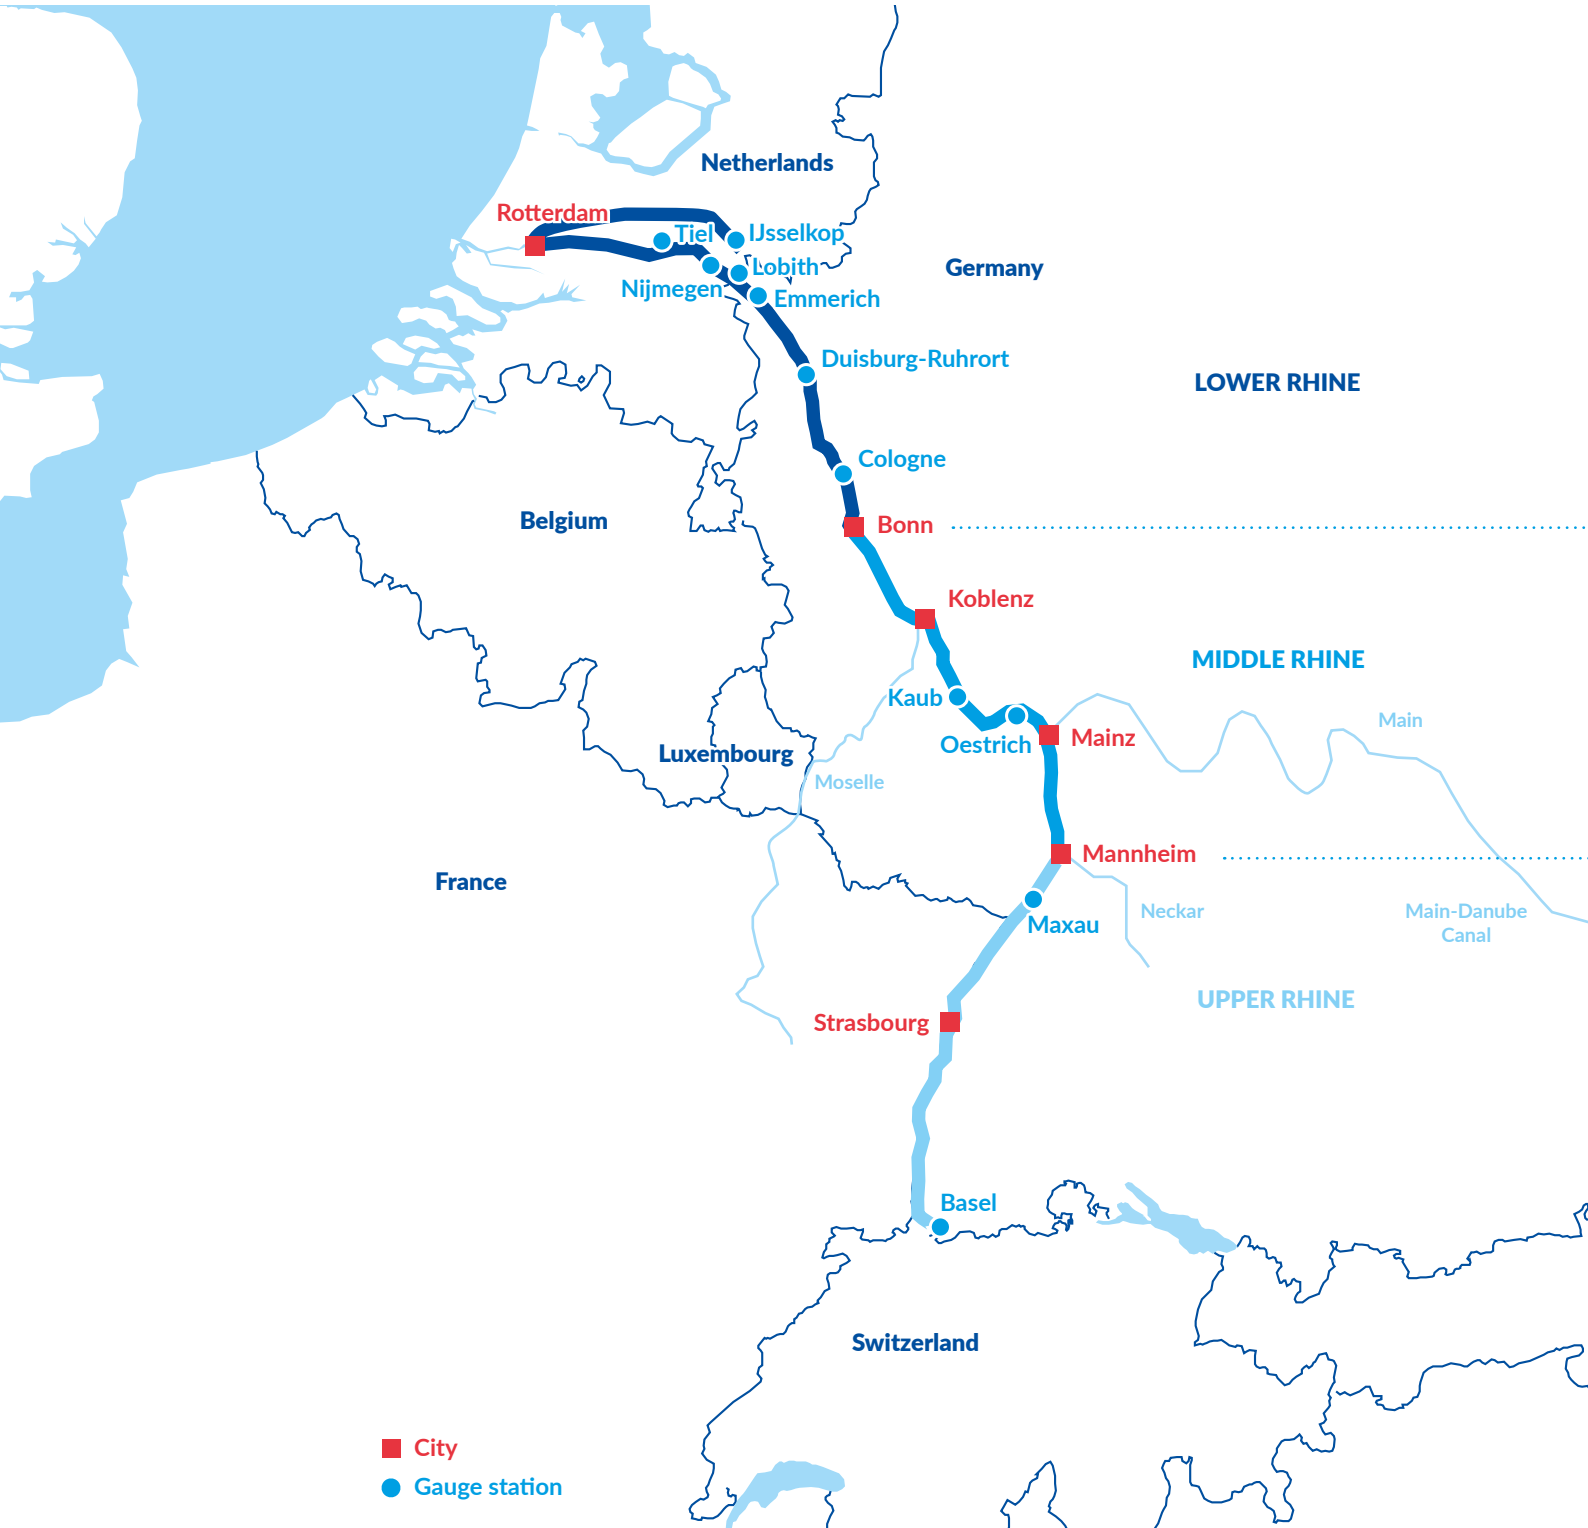 Netherlands
Rotterdam
Tiel
IJsselkop
Lobith
Germany
Nijmegen
Emmerich
Duisburg-Ruhrort
LOWER RHINE
Cologne
Belgium
Bonn
Koblenz
MIDDLE RHINE
Kaub
Main
Oestrich
Mainz
Luxembourg
Moselle
Mannheim
France
Neckar
Main-Danube
Canal
Maxau
UPPER RHINE
Strasbourg
Basel
Switzerland
City
Gauge station